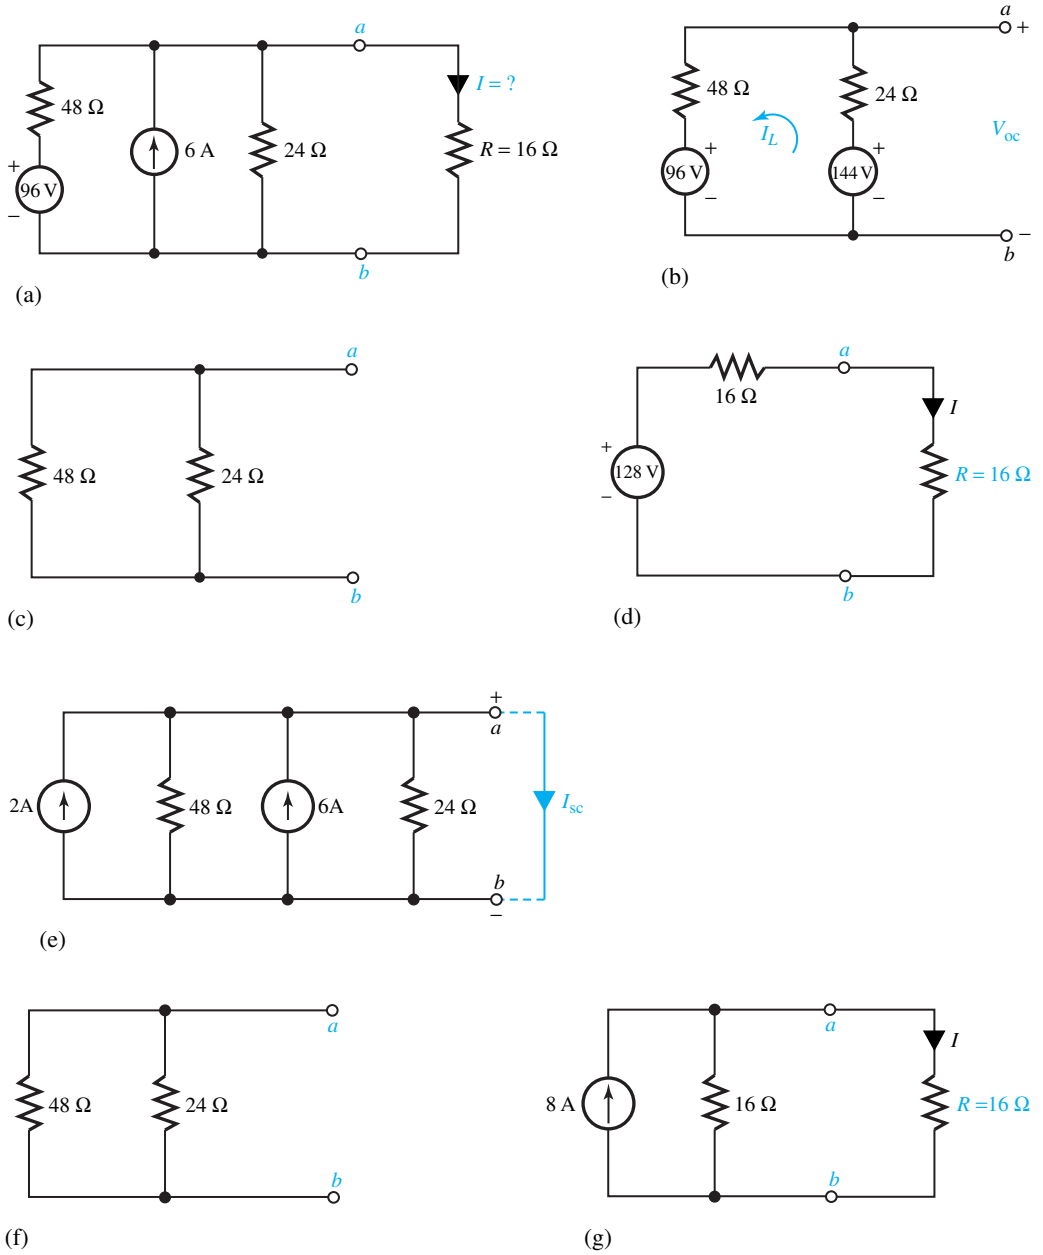 a
48 Ω
+
96 V
−
6 A
24 Ω
I = ?
R = 16 Ω
b
(a)
a
+
48 Ω
24 Ω
I_L
V_oc
+
96 V
−
+
144 V
−
−
b
(b)
a
48 Ω
24 Ω
b
(c)
a
16 Ω
I
+
128 V
−
R = 16 Ω
b
(d)
+
a
2A
48 Ω
6A
24 Ω
I_sc
b
−
(e)
a
48 Ω
24 Ω
b
(f)
a
I
8 A
16 Ω
R =16 Ω
b
(g)